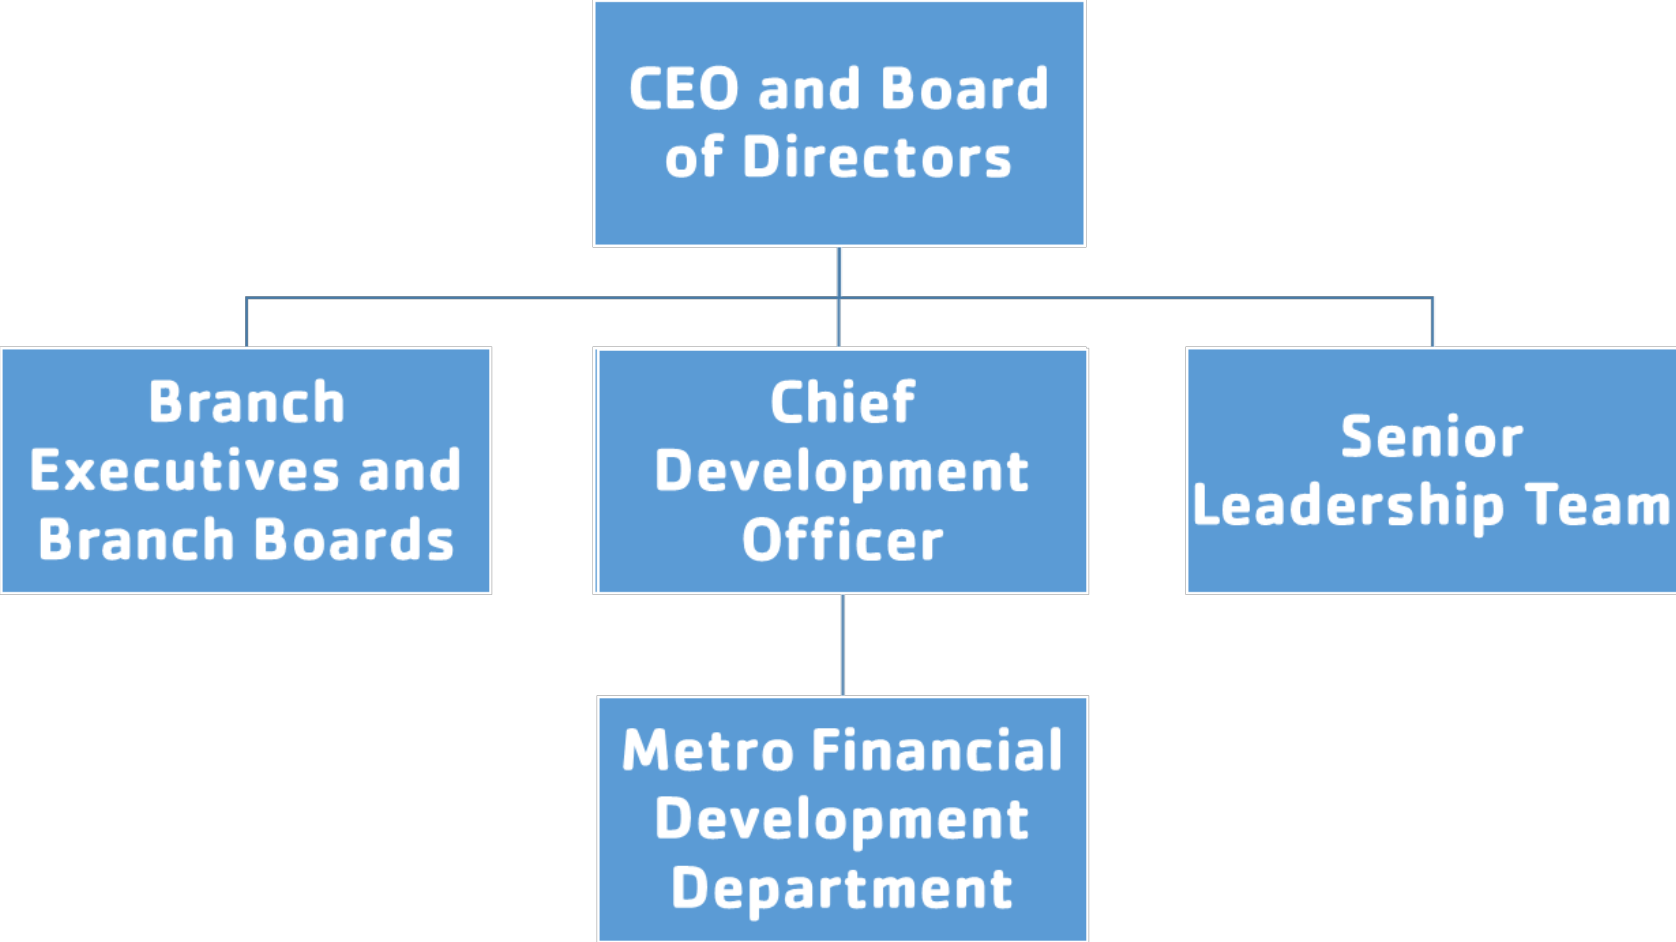 CEO and Board
of Directors
Branch
Executives and
Branch Boards
Chief
Development
Officer
Senior
Leadership Team
Metro Financial
Development
Department